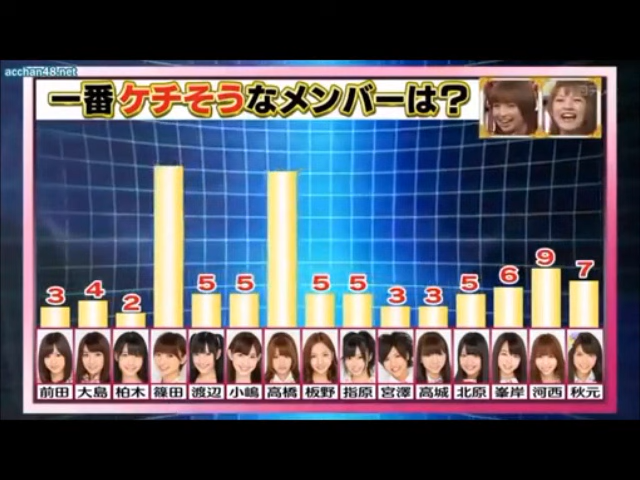 acchan48.net
一番ケチそうなメンバーは?
3 4 2 5 5 5 5 3 3 5 6 9 7
前田 大島 柏木 篠田 渡辺 小嶋 高橋 板野 指原 宮澤 高城 北原 峯岸 河西 秋元